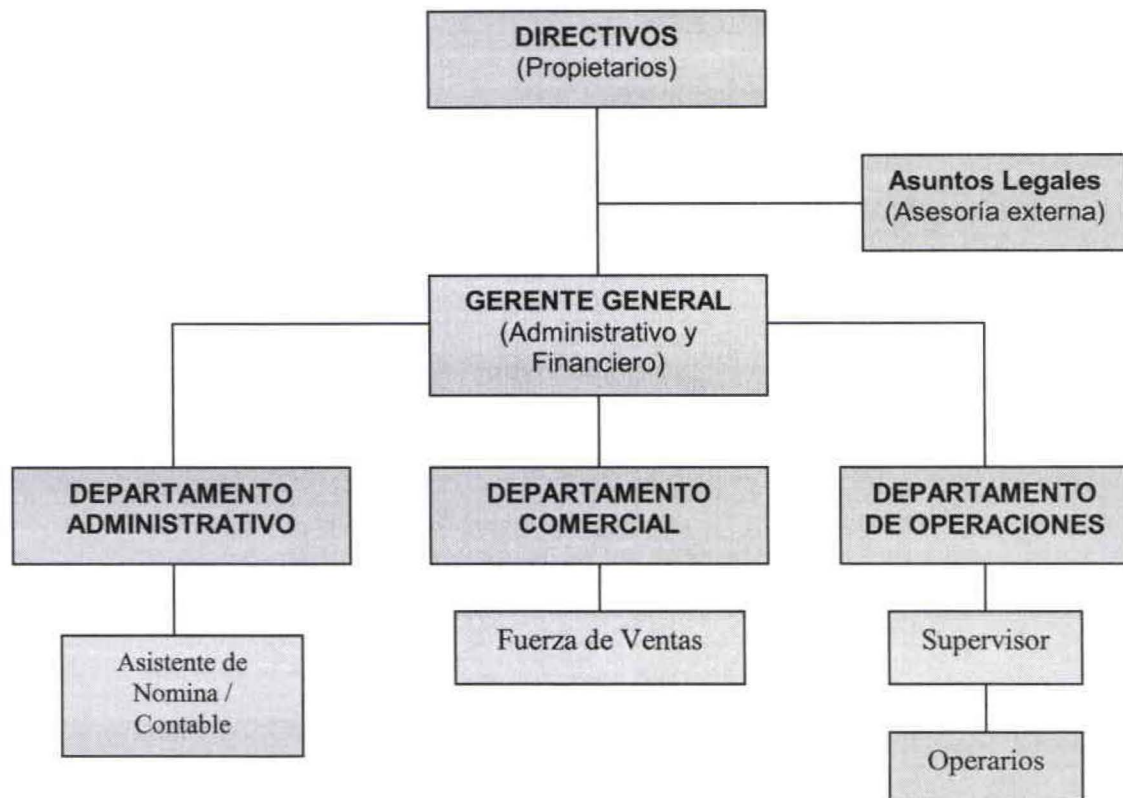 DIRECTIVOS
(Propietarios)
Asuntos Legales
(Asesoría externa)
GERENTE GENERAL
(Administrativo y
Financiero)
DEPARTAMENTO
ADMINISTRATIVO
DEPARTAMENTO
COMERCIAL
DEPARTAMENTO
DE OPERACIONES
Asistente de
Nomina /
Contable
Fuerza de Ventas
Supervisor
Operarios